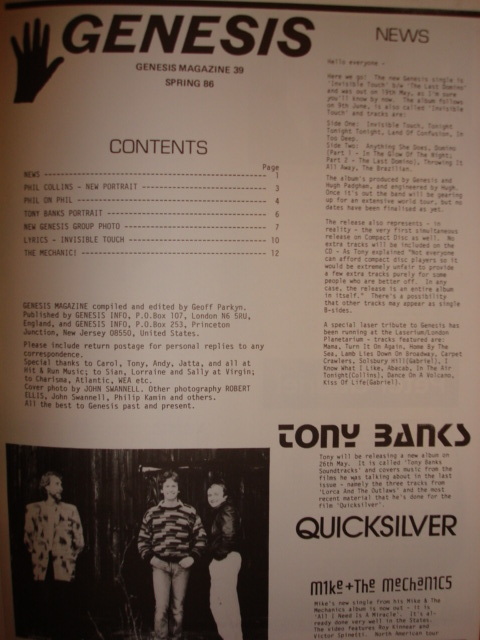 GENESIS
GENESIS MAGAZINE 39
SPRING 86
CONTENTS
Page
NEWS ---------- 1
PHIL COLLINS - NEW PORTRAIT ---------- 3
PHIL ON PHIL ---------- 4
TONY BANKS PORTRAIT ---------- 6
NEW GENESIS GROUP PHOTO ---------- 7
LYRICS - INVISIBLE TOUCH ---------- 10
THE MECHANIC! ---------- 12
GENESIS MAGAZINE compiled and edited by Geoff Parkyn.
Published by GENESIS INFO, P.O.Box 107, London N6 5RU,
England, and GENESIS INFO, P.O.Box 253, Princeton
Junction, New Jersey 08550, United States.
Please include return postage for personal replies to any
correspondence.
Special thanks to Carol, Tony, Andy, Jatta, and all at
Hit & Run Music; to Sian, Lorraine and Sally at Virgin;
to Charisma, Atlantic, WEA etc.
Cover photo by JOHN SWANNELL. Other photography ROBERT
ELLIS, John Swannell, Philip Kamin and others.
All the best to Genesis past and present.
NEWS
Hello everyone -
Here we go! The new Genesis single is
'Invisible Touch' b/w 'The Last Domino'
and was out on 19th May, as I'm sure
you'll know by now. The album follows
on 9th June, is also called 'Invisible
Touch' and tracks are:
Side One: Invisible Touch, Tonight
Tonight Tonight, Land Of Confusion, In
Too Deep.
Side Two: Anything She Does, Domino
(Part 1 - In The Glow Of The Night;
Part 2 - The Last Domino), Throwing It
All Away, The Brazilian.
The album's produced by Genesis and
Hugh Padgham, and engineered by Hugh.
Once it's out the band will be gearing
up for an extensive world tour, but no
dates have been finalised as yet.
The release also represents - in
reality - the very first simultaneous
release on Compact Disc as well. No
extra tracks will be included on the
CD - As Tony explained "Not everyone
can afford compact disc players so it
would be extremely unfair to provide
a few extra tracks purely for some
people who are better off. In any
case, the release is an entire album
in itself." There's a possibility
that other tracks may appear as single
B-sides.
A special laser tribute to Genesis has
been running at the Laserium/London
Planetarium - tracks featured are:
Mama, Turn It On Again, Home By The
Sea, Lamb Lies Down On Broadway, Carpet
Crawlers, Solsbury Hill(Gabriel), I
Know What I Like, Abacab, In The Air
Tonight(Collins), Dance On A Volcano,
Kiss Of Life(Gabriel).
TONY BANKS
Tony will be releasing a new album on
26th May. It is called 'Tony Banks
Soundtracks' and covers music from the
films he was talking about in the last
issue - namely the three tracks from
'Lorca And The Outlaws' and the most
recent material that he's done for the
film 'Quicksilver'.
QUICKSILVER
Mike+The Mechanics
Mike's new single from his Mike & The
Mechanics album is now out - it is
'All I Need Is A Miracle'. It's al-
ready done very well in the States.
The video features Roy Kinnear and
Victor Spinetti. North American tour